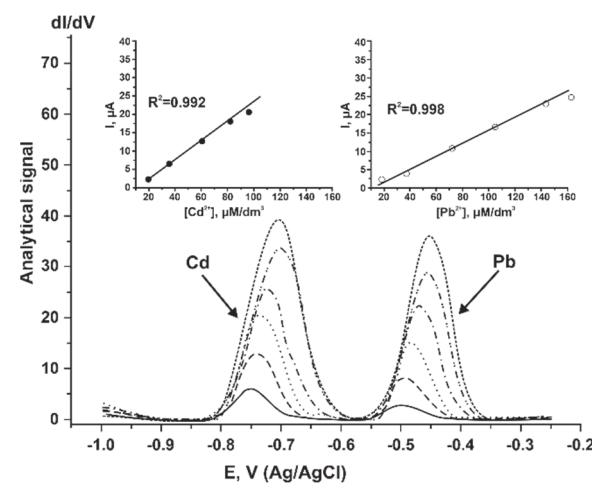 dI/dV
Analytical signal
70
60
50
40
30
20
10
0
-1.0 -0.9 -0.8 -0.7 -0.6 -0.5 -0.4 -0.3 -0.2
E, V (Ag/AgCl)
Cd
Pb
I, µA
40
35
30
25
20
15
10
5
0
R²=0.992
20 40 60 80 100 120 140 160
[Cd²⁺], µM/dm³
I, µA
40
35
30
25
20
15
10
5
0
R²=0.998
20 40 60 80 100 120 140 160
[Pb²⁺], µM/dm³